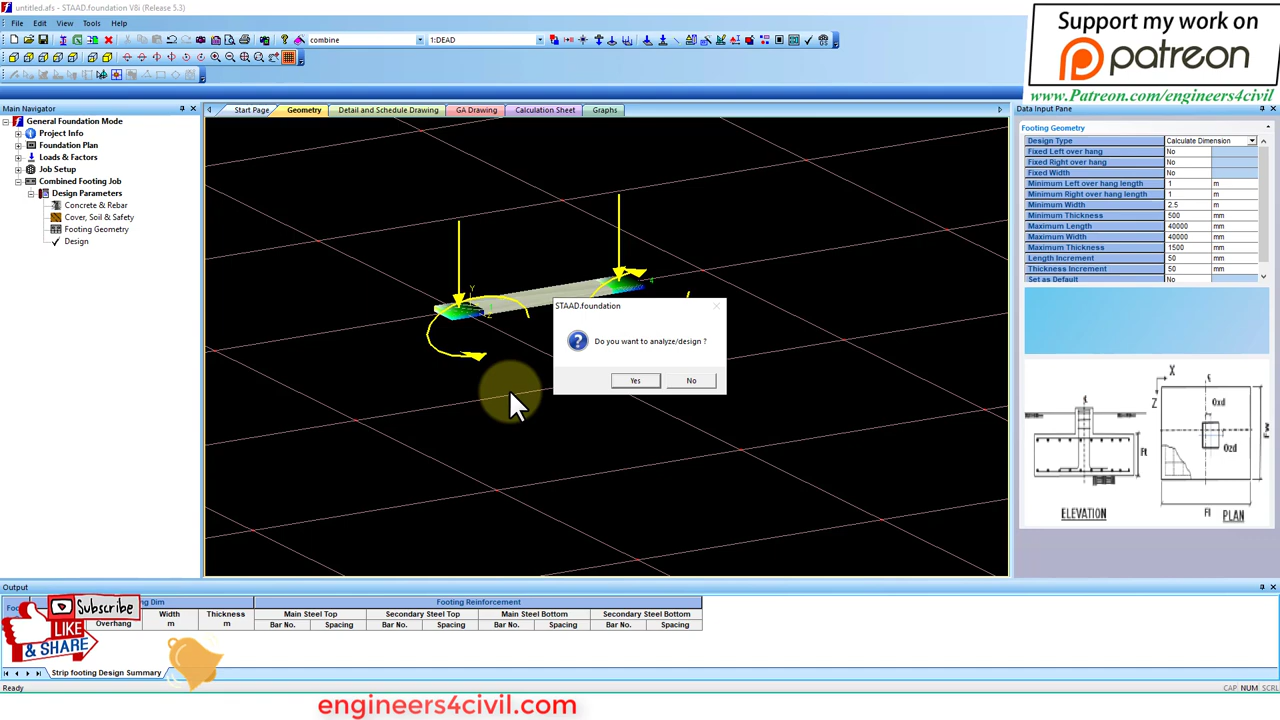 untitled.afs - STAAD.foundation V8i (Release 5.3)
File Edit View Tools Help
combine
1:DEAD
Support my work on
patreon
www.Patreon.com/engineers4civil
Main Navigator
General Foundation Mode
Project Info
Foundation Plan
Loads & Factors
Job Setup
Combined Footing Job
Design Parameters
Concrete & Rebar
Cover, Soil & Safety
Footing Geometry
Design
Start Page Geometry Detail and Schedule Drawing GA Drawing Calculation Sheet Graphs
Y
STAAD.foundation
Do you want to analyze/design ?
Yes No
Data Input Pane
Footing Geometry
Design Type Calculate Dimension
Fixed Left over hang No
Fixed Right over hang No
Fixed Width No
Minimum Left over hang length 1 m
Minimum Right over hang length 1 m
Minimum Width 2.5 m
Minimum Thickness 500 mm
Maximum Length 40000 mm
Maximum Width 40000 mm
Maximum Thickness 1500 mm
Length Increment 50 mm
Thickness Increment 50 mm
Set as Default No
X
Z
Oxd
Ozd
Fw
Ft
Fl
ELEVATION
PLAN
Output
Dim
Footing Reinforcement
Overhang
Width
m
Thickness
m
Main Steel Top Secondary Steel Top Main Steel Bottom Secondary Steel Bottom
Bar No. Spacing Bar No. Spacing Bar No. Spacing Bar No. Spacing
Subscribe
LIKE
& SHARE
Strip footing Design Summary
Ready
CAP NUM SCRL
engineers4civil.com